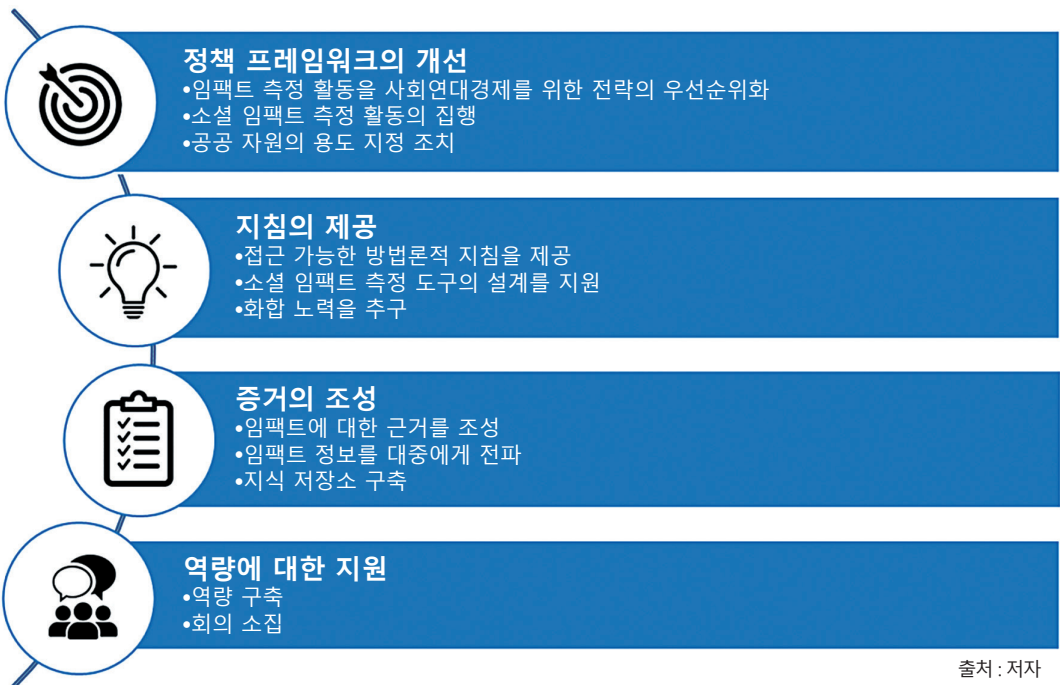 정책 프레임워크의 개선
•임팩트 측정 활동을 사회연대경제를 위한 전략의 우선순위화
•소셜 임팩트 측정 활동의 집행
•공공 자원의 용도 지정 조치
지침의 제공
•접근 가능한 방법론적 지침을 제공
•소셜 임팩트 측정 도구의 설계를 지원
•화합 노력을 추구
증거의 조성
•임팩트에 대한 근거를 조성
•임팩트 정보를 대중에게 전파
•지식 저장소 구축
역량에 대한 지원
•역량 구축
•회의 소집
출처 : 저자